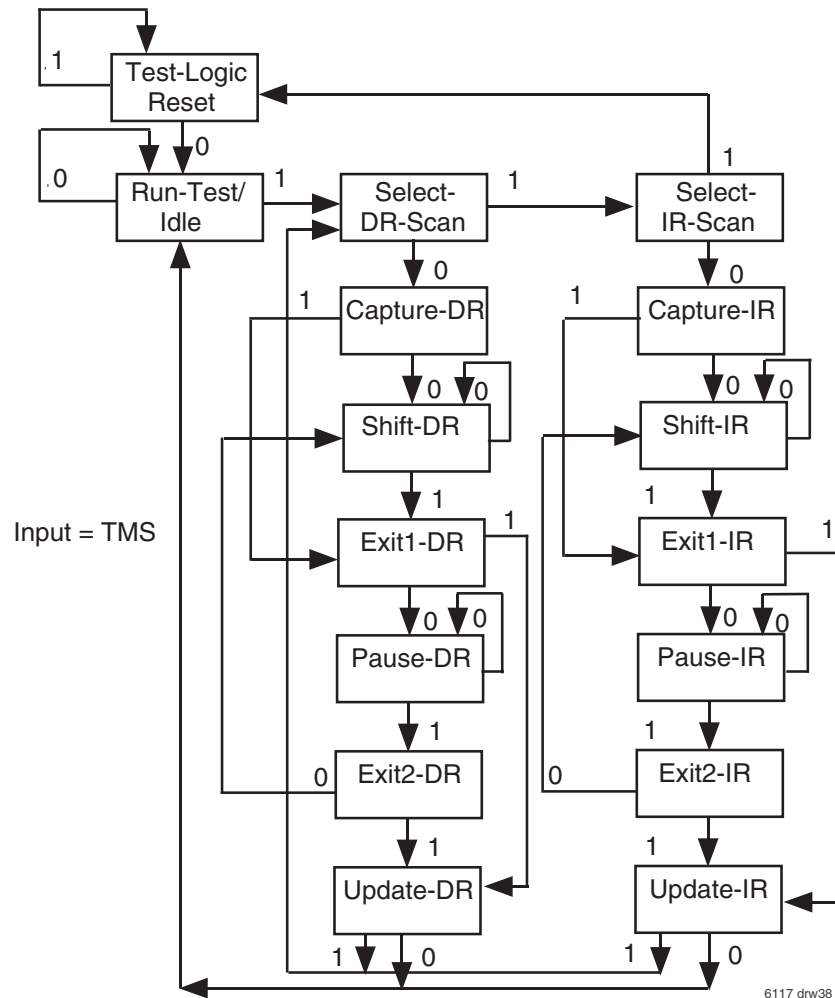 .1
Test-Logic
Reset
0
1
.0
Run-Test/
Idle
1
Select-
DR-Scan
1
Select-
IR-Scan
0
0
1
Capture-DR
1
Capture-IR
0
0
0
0
Shift-DR
Shift-IR
1
1
Input = TMS
Exit1-DR
1
Exit1-IR
1
0
0
0
0
Pause-DR
Pause-IR
1
1
0
Exit2-DR
0
Exit2-IR
1
1
Update-DR
Update-IR
1
0
1
0
6117 drw38